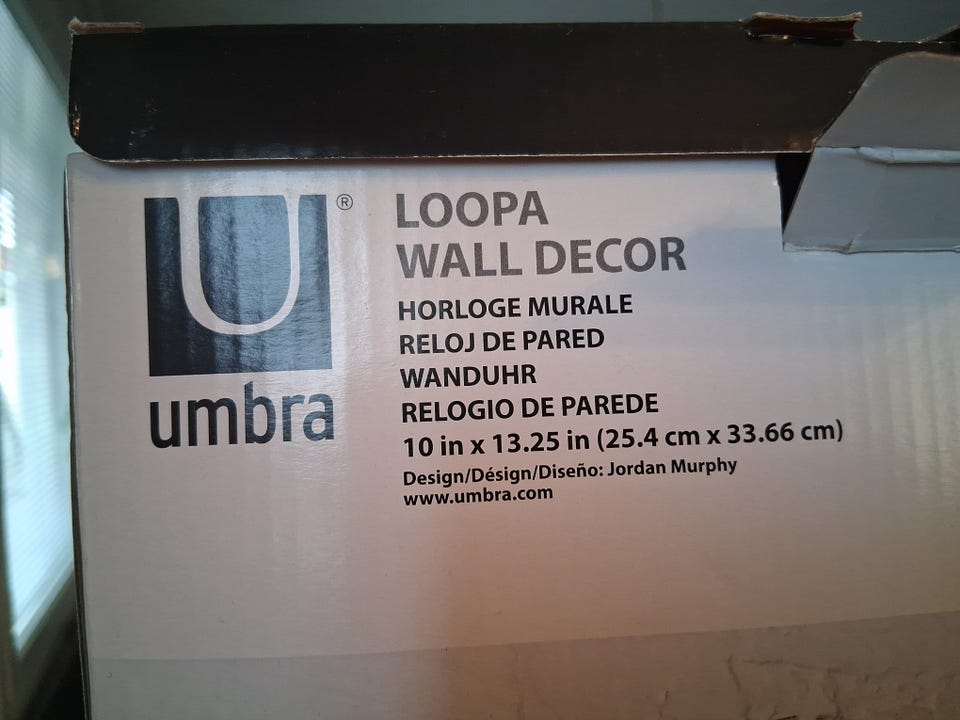 U®
umbra
LOOPA
WALL DECOR
HORLOGE MURALE
RELOJ DE PARED
WANDUHR
RELOGIO DE PAREDE
10 in x 13.25 in (25.4 cm x 33.66 cm)
Design/Désign/Diseño: Jordan Murphy
www.umbra.com